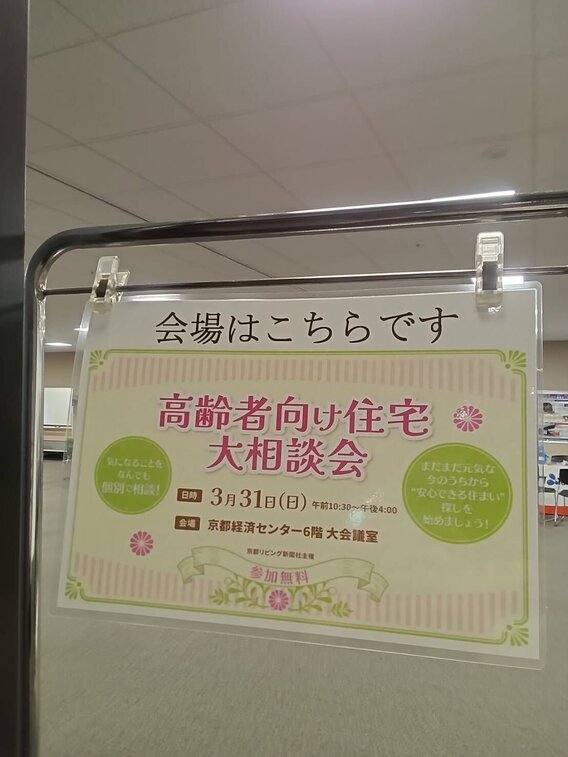 会場はこちらです
高齢者向け住宅
大相談会
気になることを
なんでも
個別で相談!
まだまだ元気な
今のうちから
"安心できる住まい"
探しを
始めましょう!
日時 3月31日(日) 午前10:30〜午後4:00
会場 京都経済センター6階 大会議室
京都リビング新聞社主催
参加無料